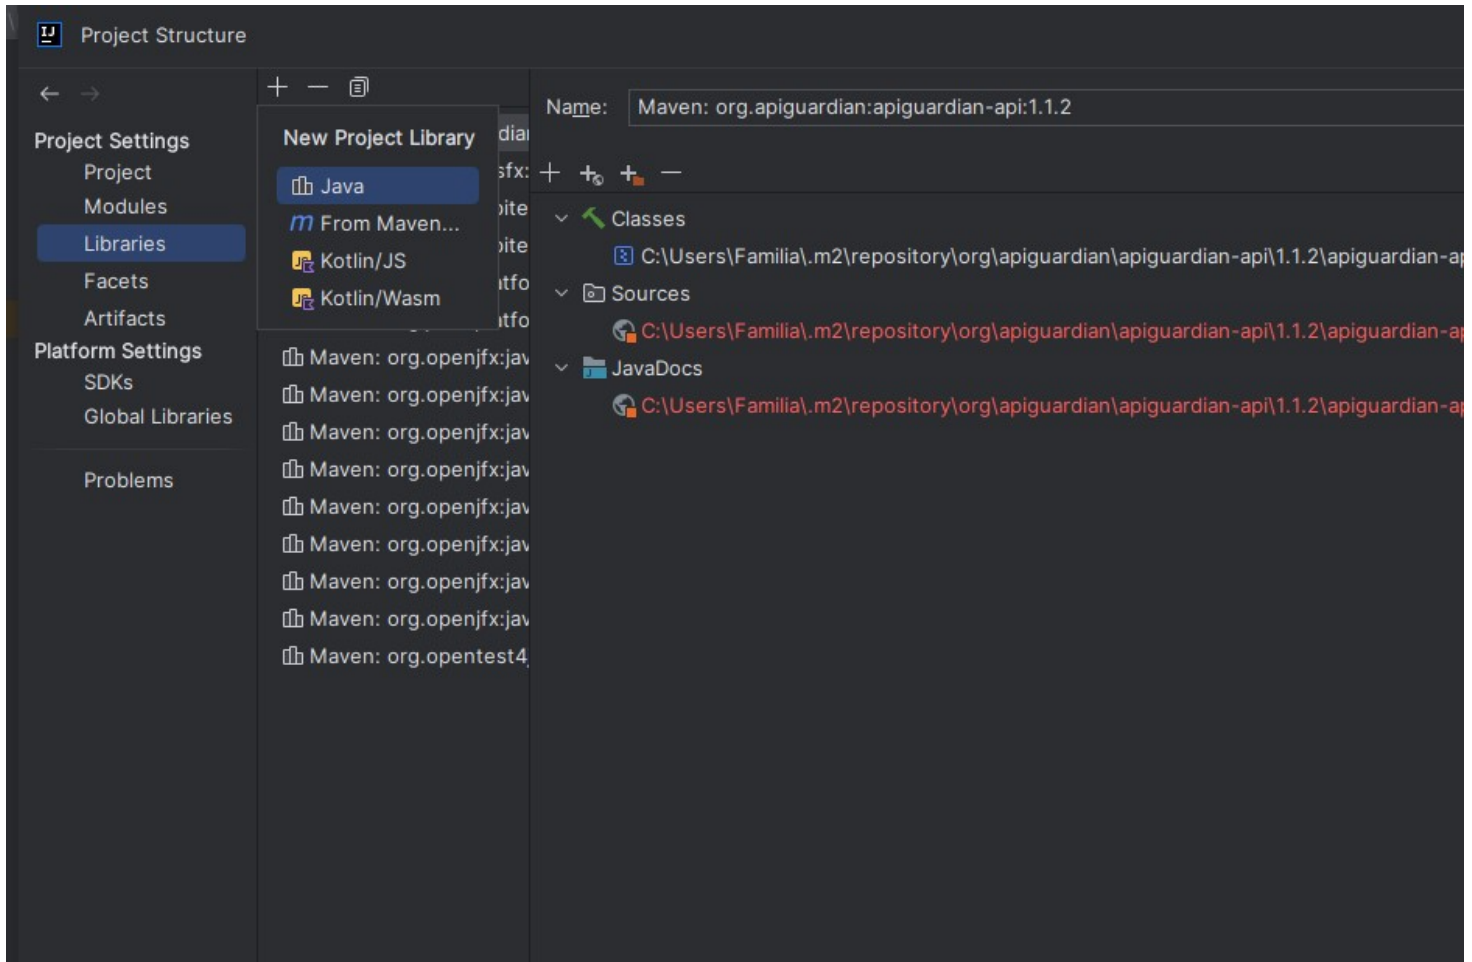 Project Structure
Project Settings
Project
Modules
Libraries
Facets
Artifacts
Platform Settings
SDKs
Global Libraries
Problems
New Project Library
Java
From Maven...
Kotlin/JS
Kotlin/Wasm
Maven: org.openjfx:jav
Maven: org.openjfx:jav
Maven: org.openjfx:jav
Maven: org.openjfx:jav
Maven: org.openjfx:jav
Maven: org.openjfx:jav
Maven: org.openjfx:jav
Maven: org.openjfx:jav
Maven: org.opentest4j
Name: Maven: org.apiguardian:apiguardian-api:1.1.2
Classes
C:\Users\Familia\.m2\repository\org\apiguardian\apiguardian-api\1.1.2\apiguardian-ap
Sources
C:\Users\Familia\.m2\repository\org\apiguardian\apiguardian-api\1.1.2\apiguardian-ap
JavaDocs
C:\Users\Familia\.m2\repository\org\apiguardian\apiguardian-api\1.1.2\apiguardian-ap